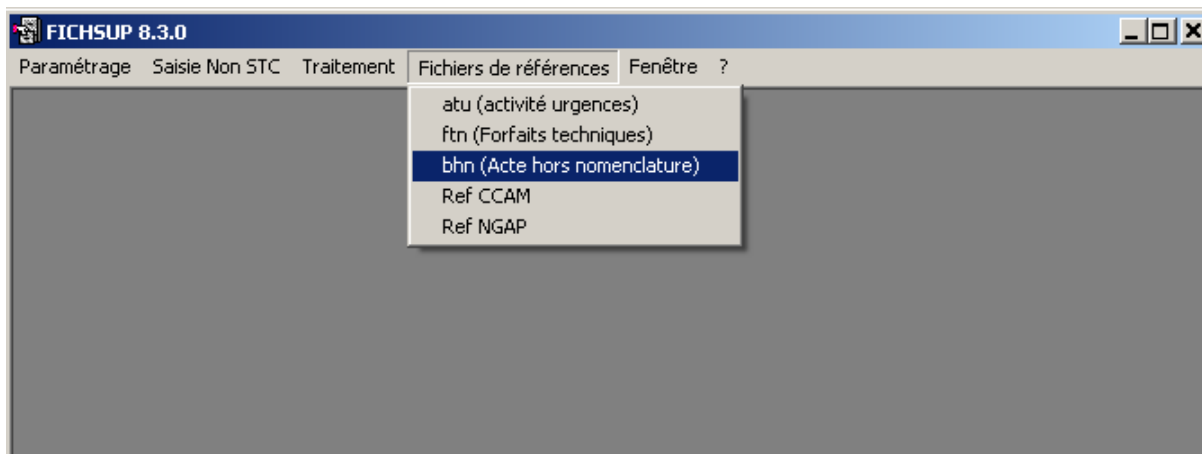 FICHSUP 8.3.0
Paramétrage Saisie Non STC Traitement Fichiers de références Fenêtre ?
atu (activité urgences)
ftn (Forfaits techniques)
bhn (Acte hors nomenclature)
Ref CCAM
Ref NGAP